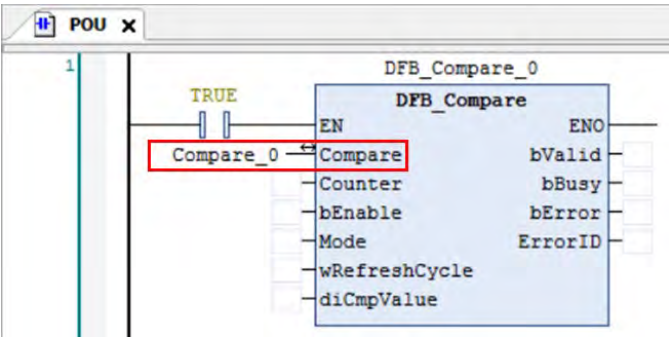 POU X
1
DFB_Compare_0
TRUE
DFB_Compare
EN ENO
Compare_0 Compare bValid
Counter bBusy
bEnable bError
Mode ErrorID
wRefreshCycle
diCmpValue